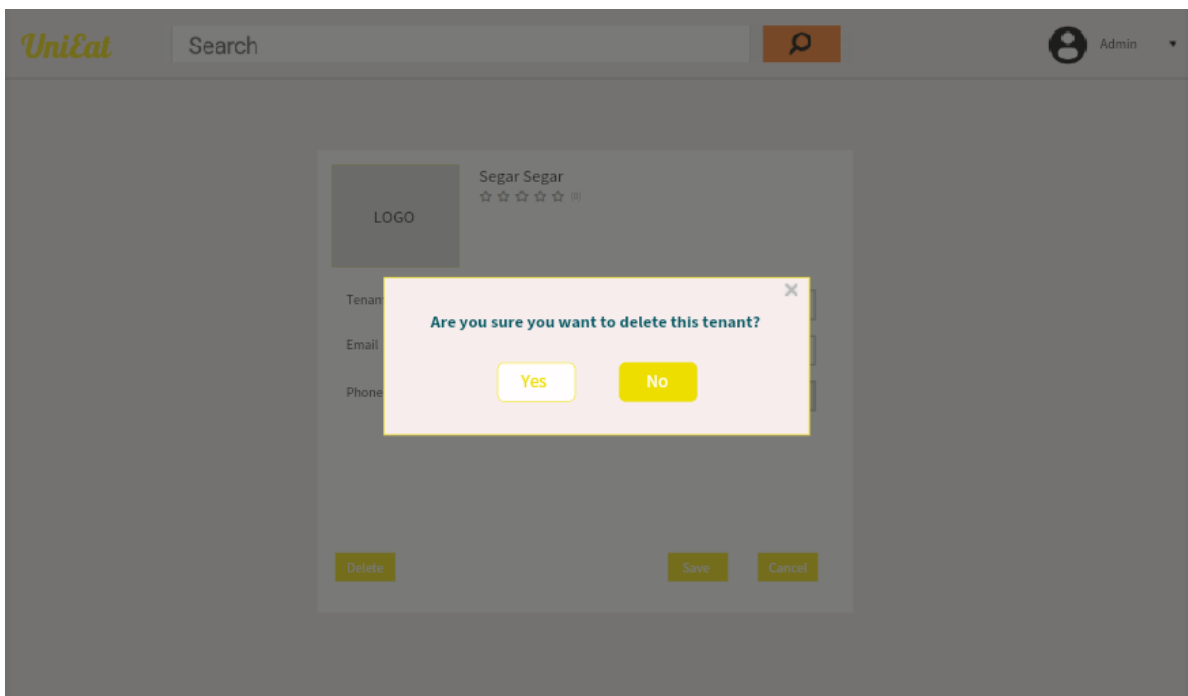 UniEat
Search
Admin
LOGO
Segar Segar
Tenan
Are you sure you want to delete this tenant?
Email
Yes
No
Phone
Delete
Save
Cancel